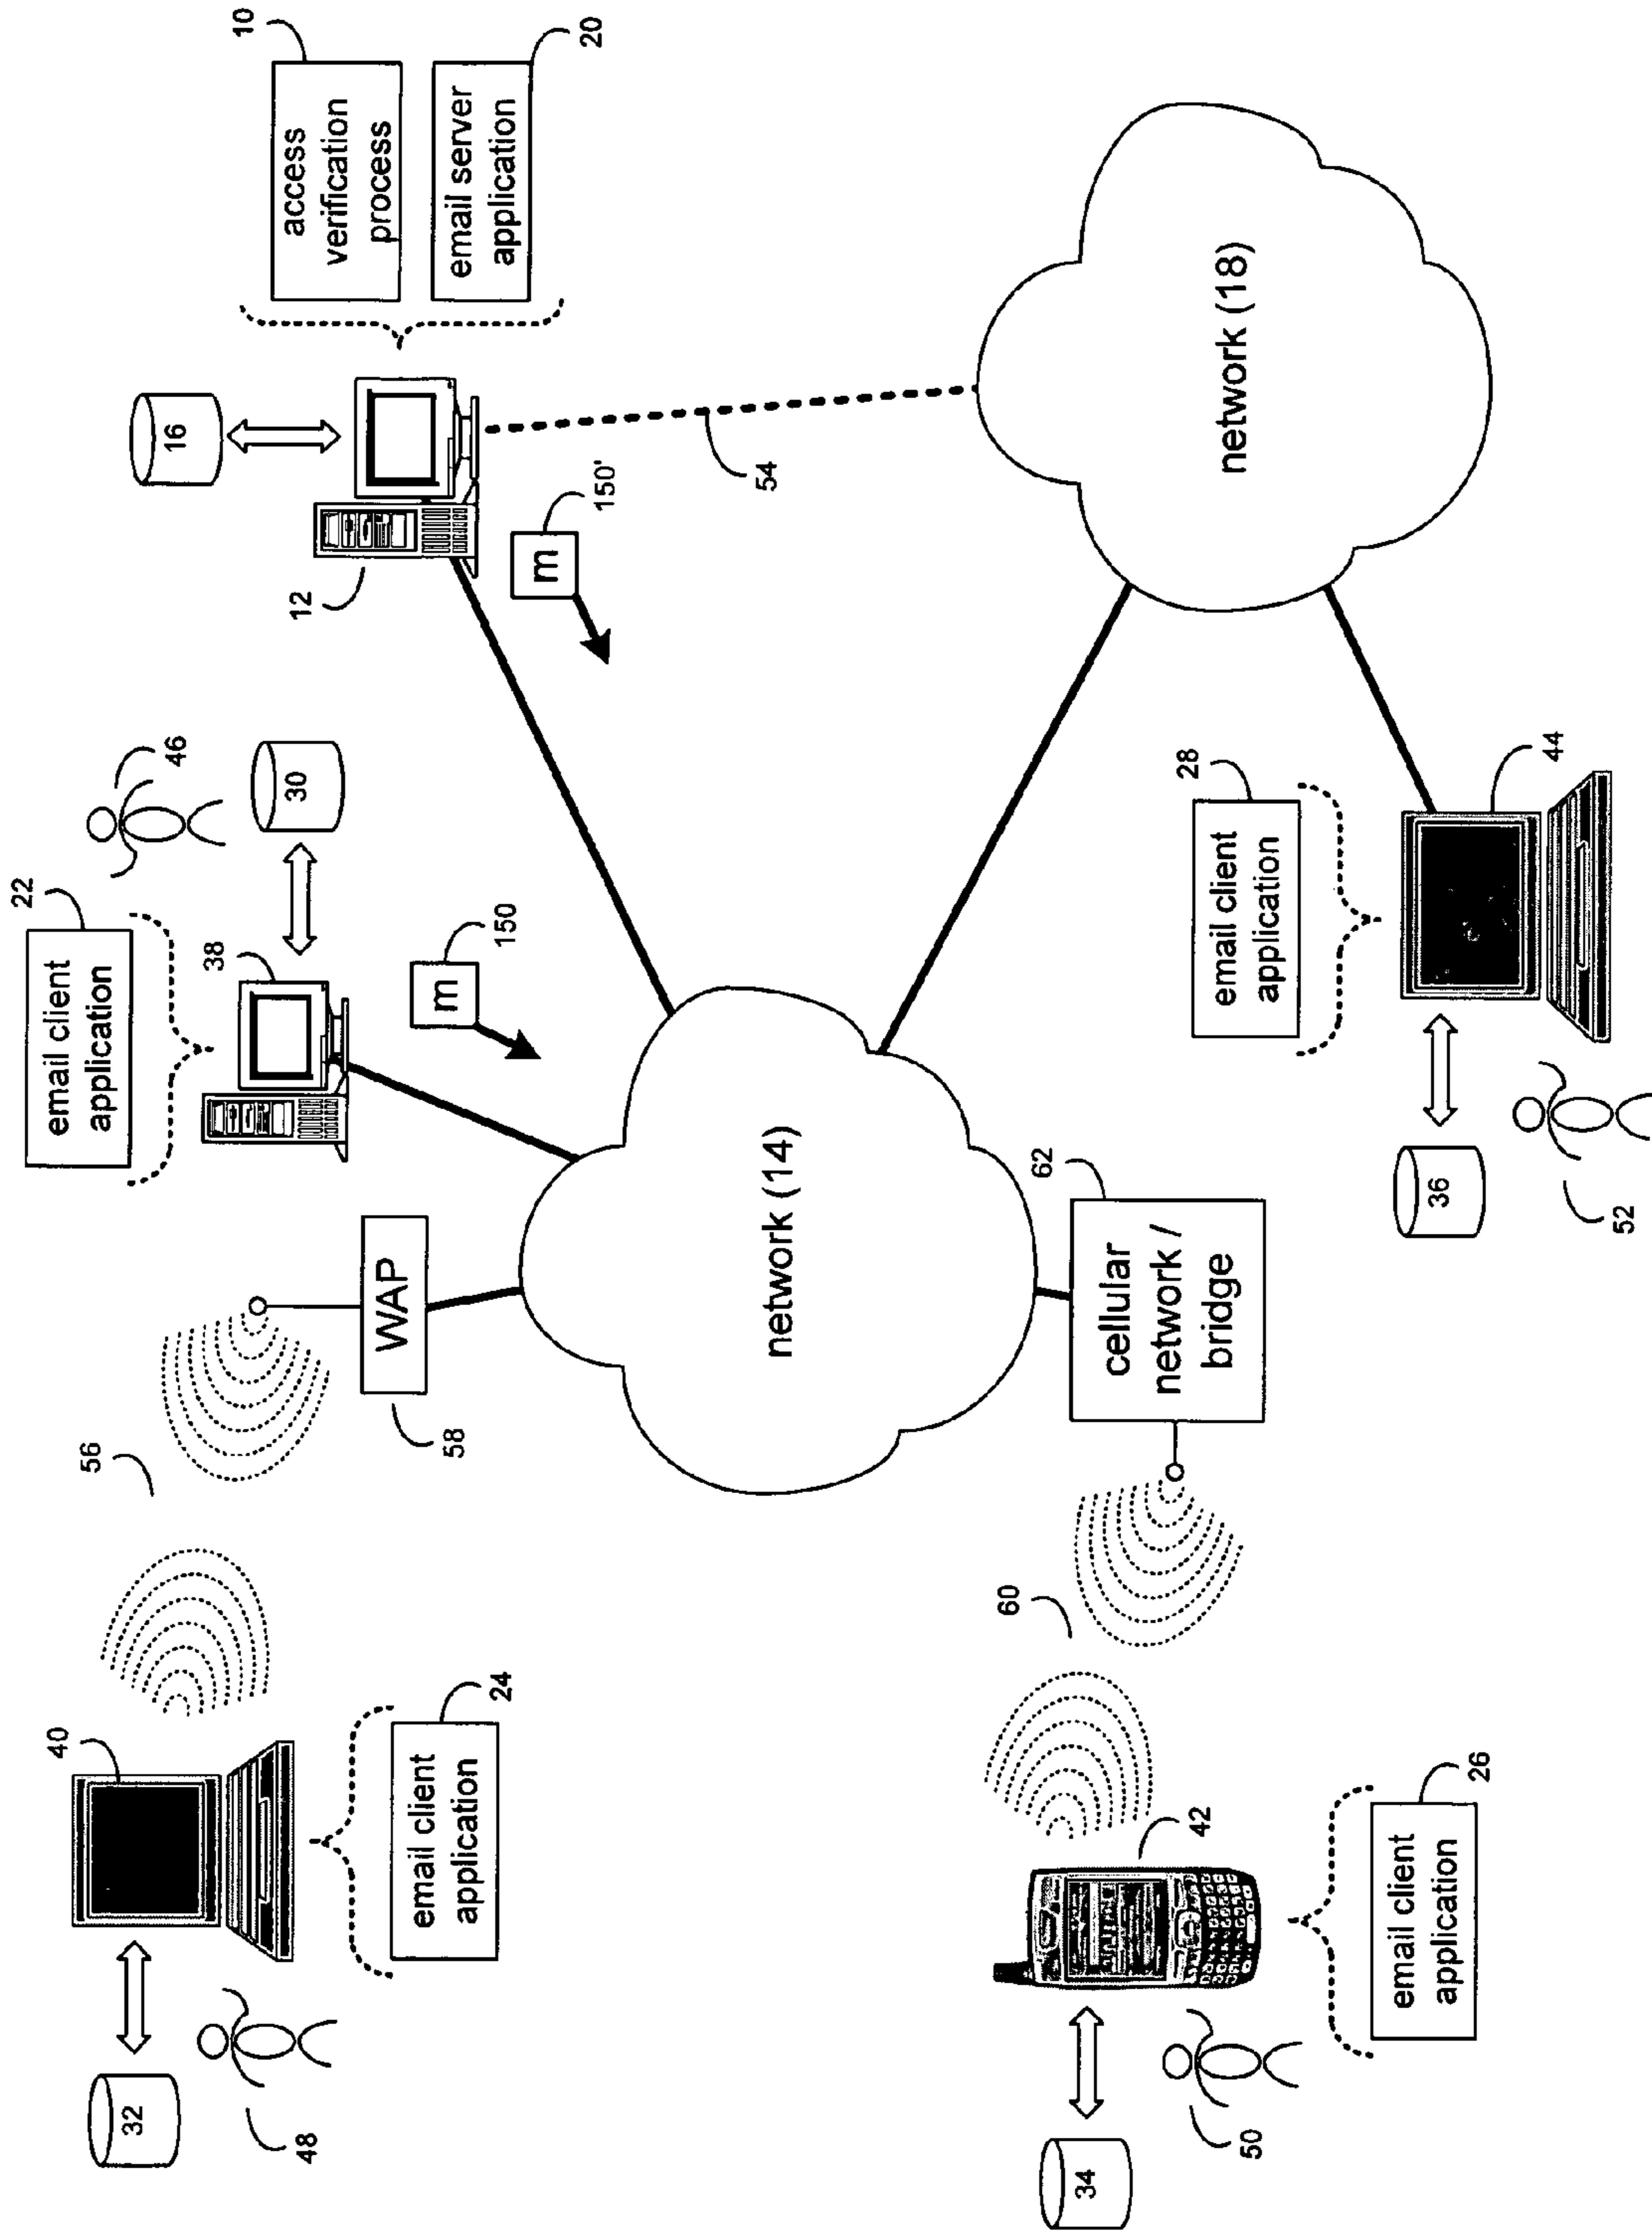 32
48
40
email client
application
24
56
58
WAP
22
email client
application
38
46
30
m
150
16
12
m
150'
10
access
verification
process
20
email server
application
54
network (14)
network (18)
34
50
42
email client
application
26
60
62
cellular
network /
bridge
28
email client
application
44
36
52